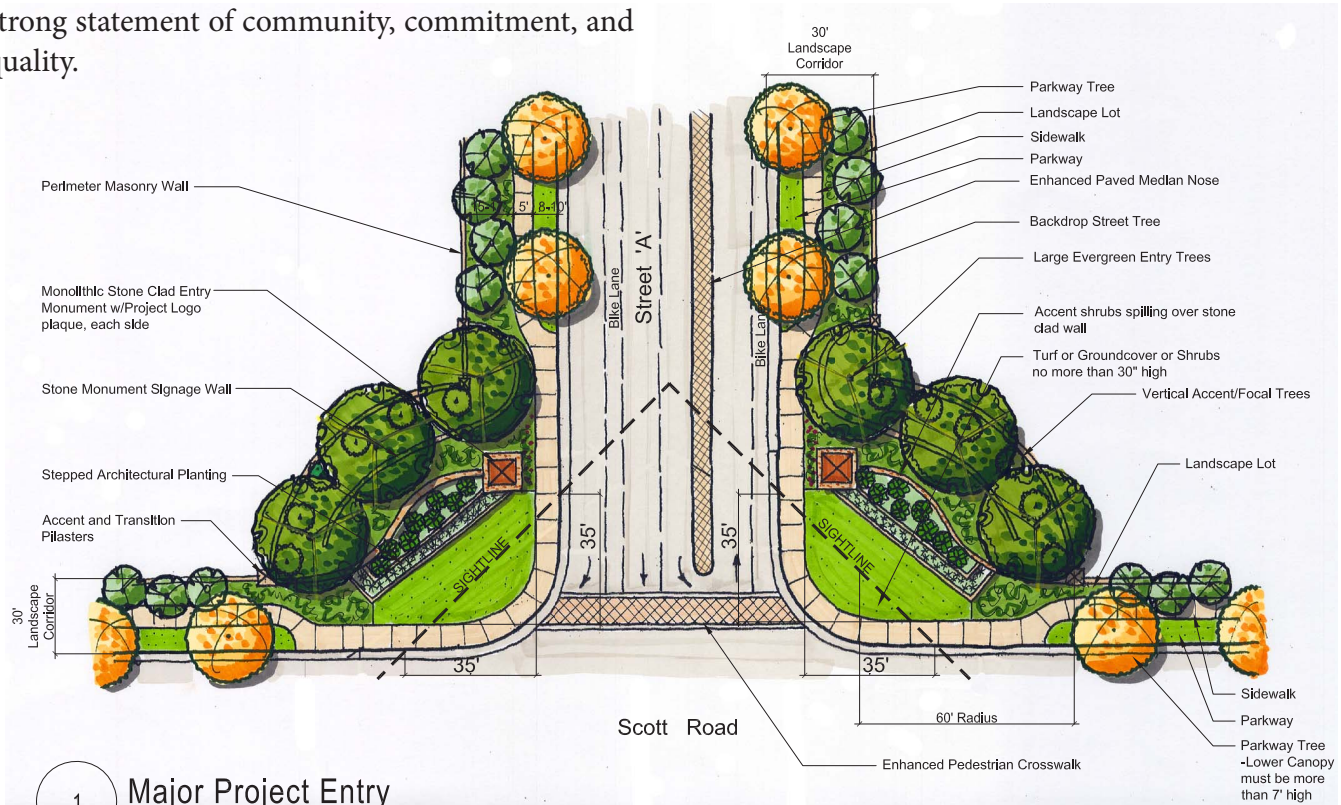 trong statement of community, commitment, and
uality.
30'
Landscape
Corridor
Parkway Tree
Landscape Lot
Sidewalk
Parkway
Enhanced Paved Median Nose
Backdrop Street Tree
Large Evergreen Entry Trees
Accent shrubs spilling over stone
clad wall
Turf or Groundcover or Shrubs
no more than 30" high
Vertical Accent/Focal Trees
Landscape Lot
Perimeter Masonry Wall
Monolithic Stone Clad Entry
Monument w/Project Logo
plaque, each side
Stone Monument Signage Wall
Stepped Architectural Planting
Accent and Transition
Pilasters
30'
Landscape
Corridor
5' 8-10'
Bike Lane
Street 'A'
Bike Lane
35'
35'
SIGHTLINE
SIGHTLINE
35'
35'
60' Radius
Scott Road
Enhanced Pedestrian Crosswalk
Sidewalk
Parkway
Parkway Tree
-Lower Canopy
must be more
than 7' high
1
Major Project Entry